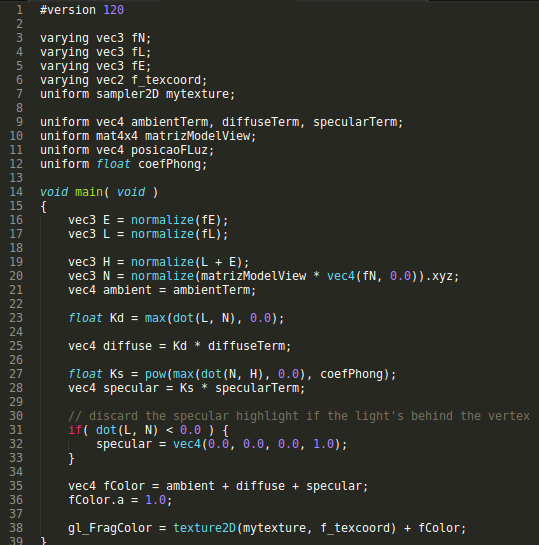 1 #version 120
2
3 varying vec3 fN;
4 varying vec3 fL;
5 varying vec3 fE;
6 varying vec2 f_texcoord;
7 uniform sampler2D mytexture;
8
9 uniform vec4 ambientTerm, diffuseTerm, specularTerm;
10 uniform mat4x4 matrizModelView;
11 uniform vec4 posicaoFLuz;
12 uniform float coefPhong;
13
14 void main( void )
15 {
16     vec3 E = normalize(fE);
17     vec3 L = normalize(fL);
18
19     vec3 H = normalize(L + E);
20     vec3 N = normalize(matrizModelView * vec4(fN, 0.0)).xyz;
21     vec4 ambient = ambientTerm;
22
23     float Kd = max(dot(L, N), 0.0);
24
25     vec4 diffuse = Kd * diffuseTerm;
26
27     float Ks = pow(max(dot(N, H), 0.0), coefPhong);
28     vec4 specular = Ks * specularTerm;
29
30     // discard the specular highlight if the light's behind the vertex
31     if( dot(L, N) < 0.0 ) {
32         specular = vec4(0.0, 0.0, 0.0, 1.0);
33     }
34
35     vec4 fColor = ambient + diffuse + specular;
36     fColor.a = 1.0;
37
38     gl_FragColor = texture2D(mytexture, f_texcoord) + fColor;
39 }